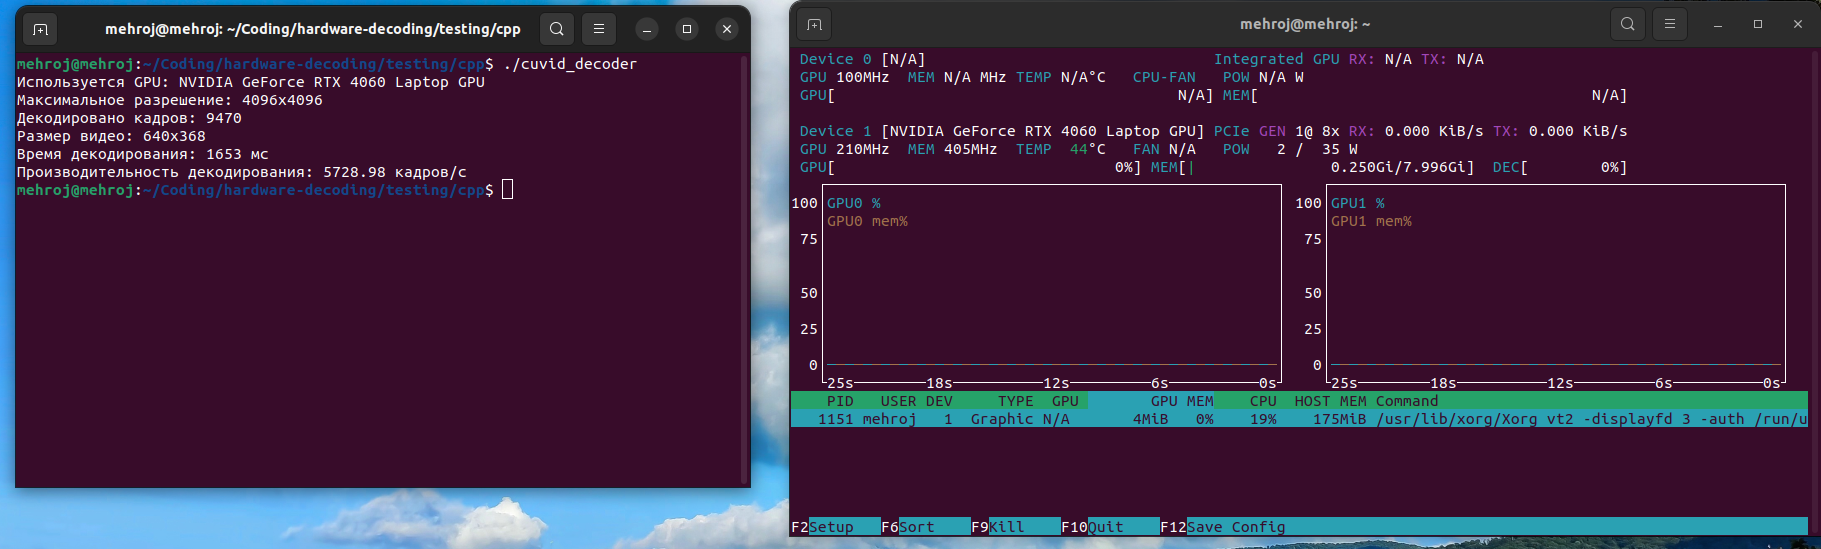 mehroj@mehroj: ~/Coding/hardware-decoding/testing/cpp
mehroj@mehroj:~/Coding/hardware-decoding/testing/cpp$ ./cuvid_decoder
Используется GPU: NVIDIA GeForce RTX 4060 Laptop GPU
Максимальное разрешение: 4096x4096
Декодировано кадров: 9470
Размер видео: 640x368
Время декодирования: 1653 мс
Производительность декодирования: 5728.98 кадров/с
mehroj@mehroj:~/Coding/hardware-decoding/testing/cpp$
mehroj@mehroj: ~
Device 0 [N/A] Integrated GPU RX: N/A TX: N/A
GPU 100MHz MEM N/A MHz TEMP N/A°C CPU-FAN POW N/A W
GPU[ N/A] MEM[ N/A]
Device 1 [NVIDIA GeForce RTX 4060 Laptop GPU] PCIe GEN 1@ 8x RX: 0.000 KiB/s TX: 0.000 KiB/s
GPU 210MHz MEM 405MHz TEMP 44°C FAN N/A POW 2 / 35 W
GPU[ 0%] MEM[| 0.250Gi/7.996Gi] DEC[ 0%]
100 GPU0 % 100 GPU1 %
GPU0 mem% GPU1 mem%
75 75
50 50
25 25
0 0
25s 18s 12s 6s 0s 25s 18s 12s 6s 0s
PID USER DEV TYPE GPU GPU MEM CPU HOST MEM Command
1151 mehroj 1 Graphic N/A 4MiB 0% 19% 175MiB /usr/lib/xorg/Xorg vt2 -displayfd 3 -auth /run/u
F2Setup F6Sort F9Kill F10Quit F12Save Config